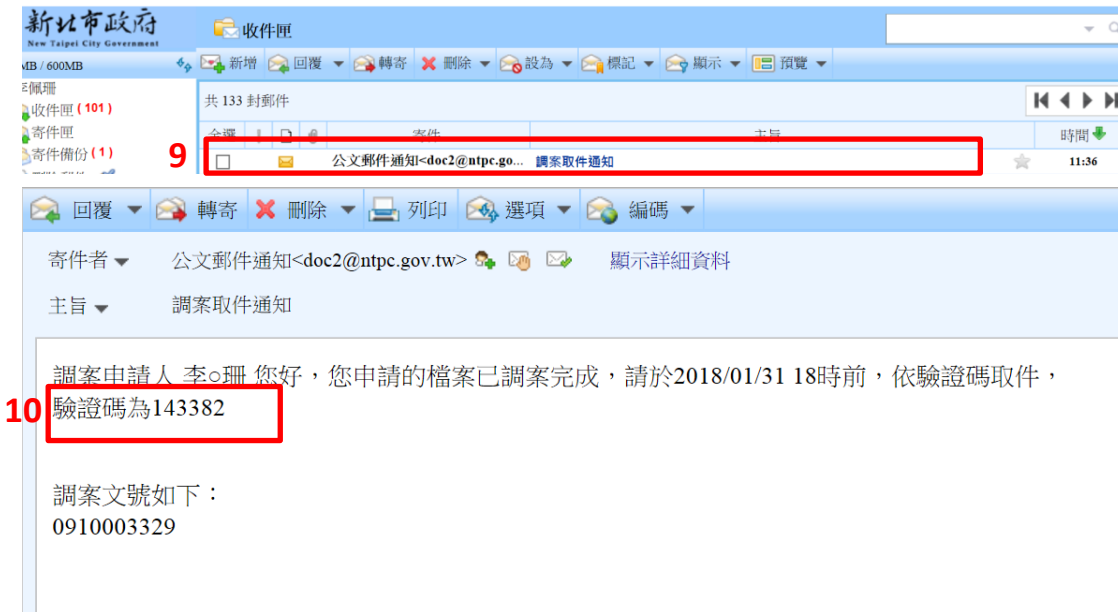 新北市政府
New Taipei City Government
收件匣
MB / 600MB
新增 回覆 轉寄 刪除 設為 標記 顯示 預覽
李佩珊
收件匣 (101)
寄件匣
寄件備份 (1)
共 133 封郵件
全選 ! 寄件 主旨 時間
9
公文郵件通知<doc2@ntpc.go... 調案取件通知 11:36
回覆 轉寄 刪除 列印 選項 編碼
寄件者 公文郵件通知<doc2@ntpc.gov.tw> 顯示詳細資料
主旨 調案取件通知
調案申請人 李○珊 您好，您申請的檔案已調案完成，請於2018/01/31 18時前，依驗證碼取件，
10 驗證碼為143382
調案文號如下：
0910003329